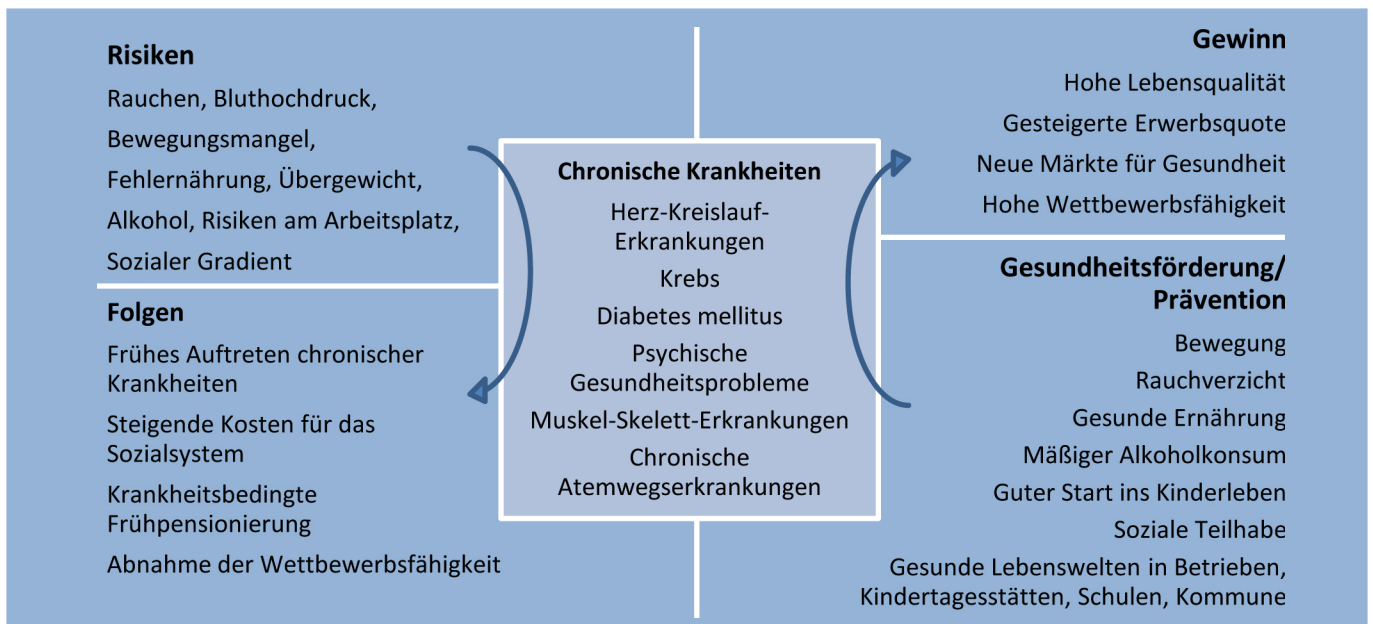 Risiken
Rauchen, Bluthochdruck,
Bewegungsmangel,
Fehlernährung, Übergewicht,
Alkohol, Risiken am Arbeitsplatz,
Sozialer Gradient
Folgen
Frühes Auftreten chronischer
Krankheiten
Steigende Kosten für das
Sozialsystem
Krankheitsbedingte
Frühpensionierung
Abnahme der Wettbewerbsfähigkeit
Chronische Krankheiten
Herz-Kreislauf-
Erkrankungen
Krebs
Diabetes mellitus
Psychische
Gesundheitsprobleme
Muskel-Skelett-Erkrankungen
Chronische
Atemwegserkrankungen
Gewinn
Hohe Lebensqualität
Gesteigerte Erwerbsquote
Neue Märkte für Gesundheit
Hohe Wettbewerbsfähigkeit
Gesundheitsförderung/
Prävention
Bewegung
Rauchverzicht
Gesunde Ernährung
Mäßiger Alkoholkonsum
Guter Start ins Kinderleben
Soziale Teilhabe
Gesunde Lebenswelten in Betrieben,
Kindertagesstätten, Schulen, Kommune